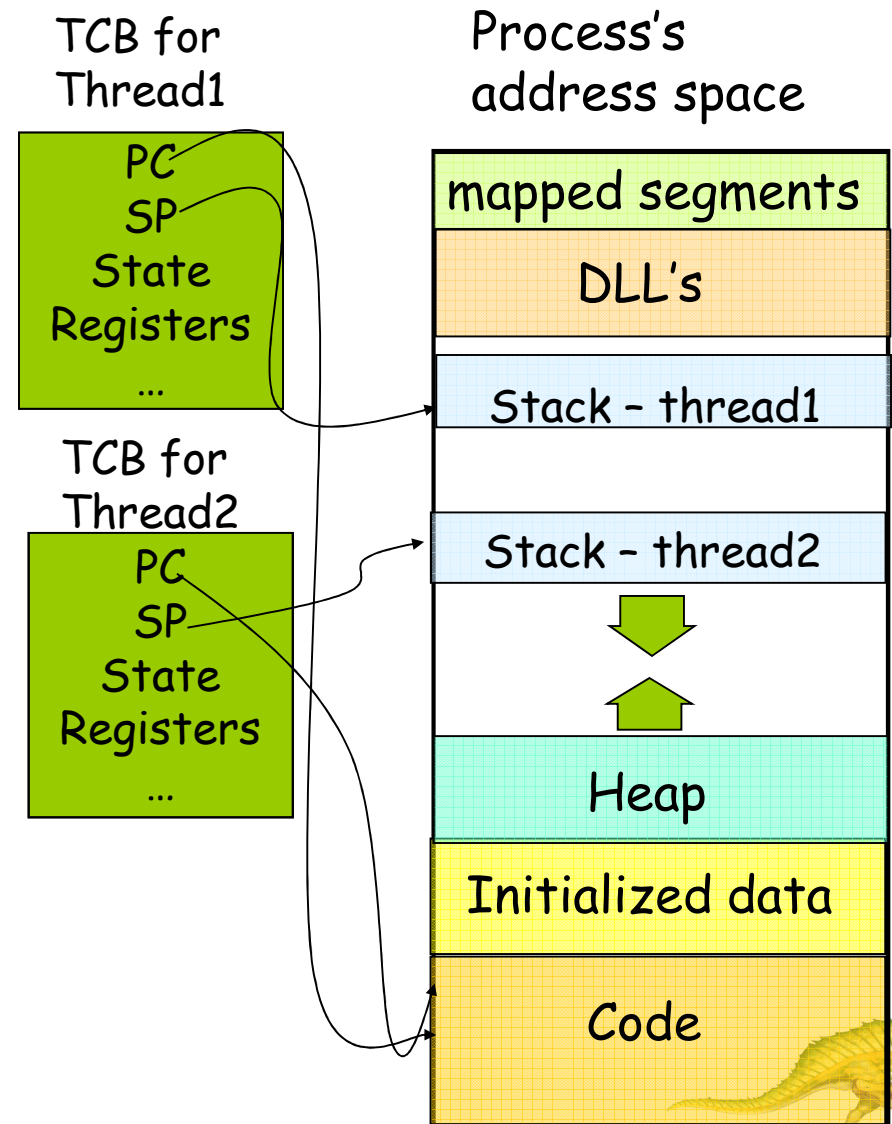 TCB for
Thread1
PC
SP
State
Registers
...
TCB for
Thread2
PC
SP
State
Registers
...
Process's
address space
mapped segments
DLL's
Stack – thread1
Stack – thread2
Heap
Initialized data
Code